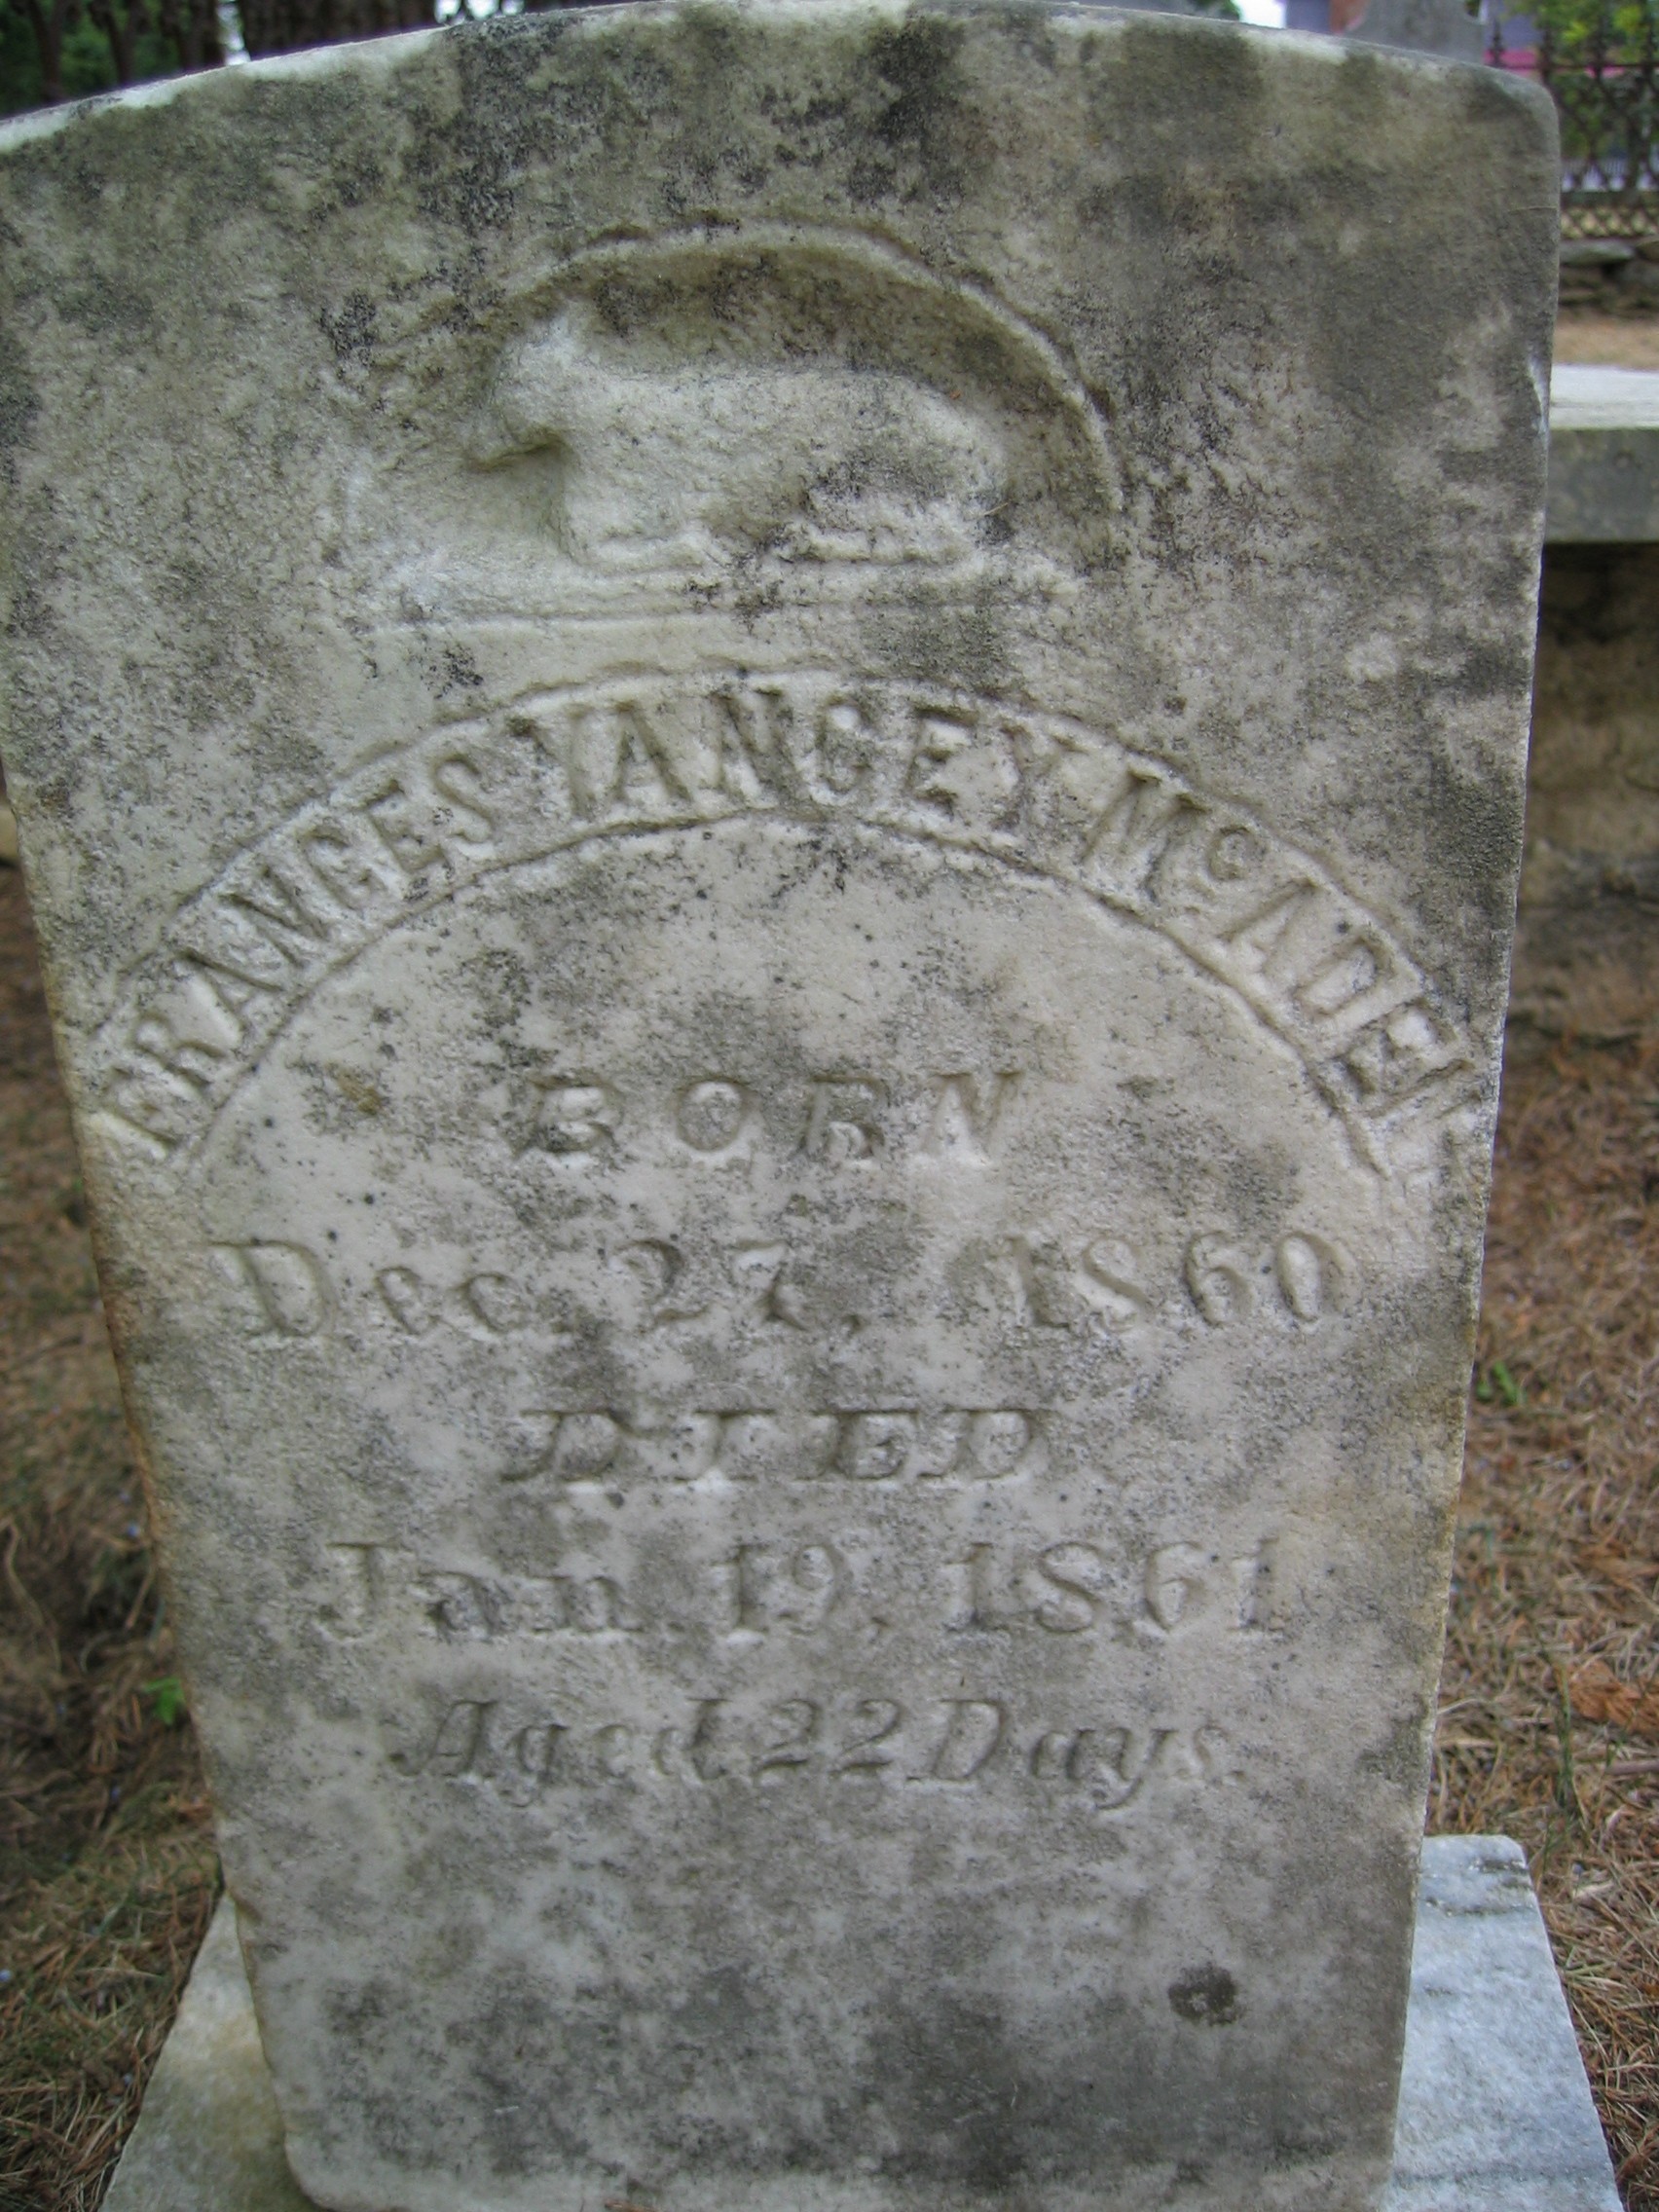 FRANCES YANCEY McADEN
BORN
Dec. 27, 1860
DIED
Jan. 19, 1861
Aged 22 Days.